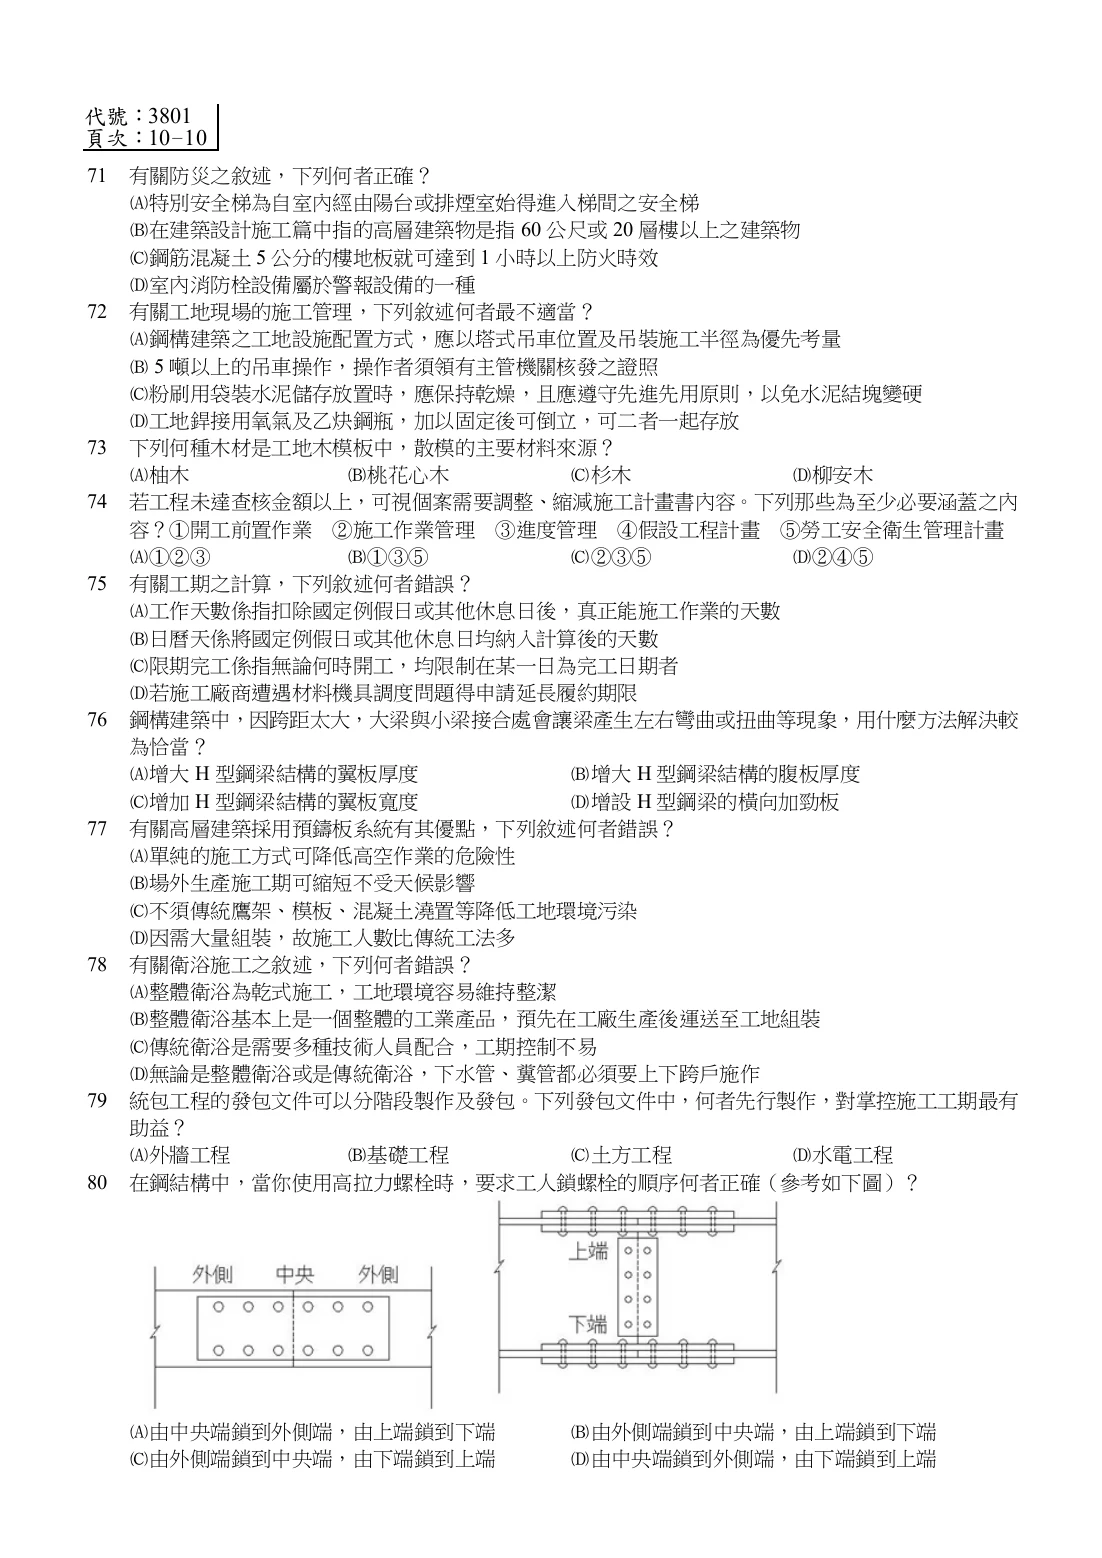 代號：3801
頁次：10－10
71 有關防災之敘述，下列何者正確？
(A)特別安全梯為自室內經由陽台或排煙室始得進入梯間之安全梯
(B)在建築設計施工篇中指的高層建築物是指 60 公尺或 20 層樓以上之建築物
(C)鋼筋混凝土 5 公分的樓地板就可達到 1 小時以上防火時效
(D)室內消防栓設備屬於警報設備的一種
72 有關工地現場的施工管理，下列敘述何者最不適當？
(A)鋼構建築之工地設施配置方式，應以塔式吊車位置及吊裝施工半徑為優先考量
(B) 5 噸以上的吊車操作，操作者須領有主管機關核發之證照
(C)粉刷用袋裝水泥儲存放置時，應保持乾燥，且應遵守先進先用原則，以免水泥結塊變硬
(D)工地銲接用氧氣及乙炔鋼瓶，加以固定後可倒立，可二者一起存放
73 下列何種木材是工地木模板中，散模的主要材料來源？
(A)柚木 (B)桃花心木 (C)杉木 (D)柳安木
74 若工程未達查核金額以上，可視個案需要調整、縮減施工計畫書內容。下列那些為至少必要涵蓋之內
容？①開工前置作業 ②施工作業管理 ③進度管理 ④假設工程計畫 ⑤勞工安全衛生管理計畫
(A)①②③ (B)①③⑤ (C)②③⑤ (D)②④⑤
75 有關工期之計算，下列敘述何者錯誤？
(A)工作天數係指扣除國定例假日或其他休息日後，真正能施工作業的天數
(B)日曆天係將國定例假日或其他休息日均納入計算後的天數
(C)限期完工係指無論何時開工，均限制在某一日為完工日期者
(D)若施工廠商遭遇材料機具調度問題得申請延長履約期限
76 鋼構建築中，因跨距太大，大梁與小梁接合處會讓梁產生左右彎曲或扭曲等現象，用什麼方法解決較
為恰當？
(A)增大 H 型鋼梁結構的翼板厚度 (B)增大 H 型鋼梁結構的腹板厚度
(C)增加 H 型鋼梁結構的翼板寬度 (D)增設 H 型鋼梁的橫向加勁板
77 有關高層建築採用預鑄板系統有其優點，下列敘述何者錯誤？
(A)單純的施工方式可降低高空作業的危險性
(B)場外生產施工期可縮短不受天候影響
(C)不須傳統鷹架、模板、混凝土澆置等降低工地環境污染
(D)因需大量組裝，故施工人數比傳統工法多
78 有關衛浴施工之敘述，下列何者錯誤？
(A)整體衛浴為乾式施工，工地環境容易維持整潔
(B)整體衛浴基本上是一個整體的工業產品，預先在工廠生產後運送至工地組裝
(C)傳統衛浴是需要多種技術人員配合，工期控制不易
(D)無論是整體衛浴或是傳統衛浴，下水管、糞管都必須要上下跨戶施作
79 統包工程的發包文件可以分階段製作及發包。下列發包文件中，何者先行製作，對掌控施工工期最有
助益？
(A)外牆工程 (B)基礎工程 (C)土方工程 (D)水電工程
80 在鋼結構中，當你使用高拉力螺栓時，要求工人鎖螺栓的順序何者正確（參考如下圖）？
外側 中央 外側
上端
下端
(A)由中央端鎖到外側端，由上端鎖到下端 (B)由外側端鎖到中央端，由上端鎖到下端
(C)由外側端鎖到中央端，由下端鎖到上端 (D)由中央端鎖到外側端，由下端鎖到上端